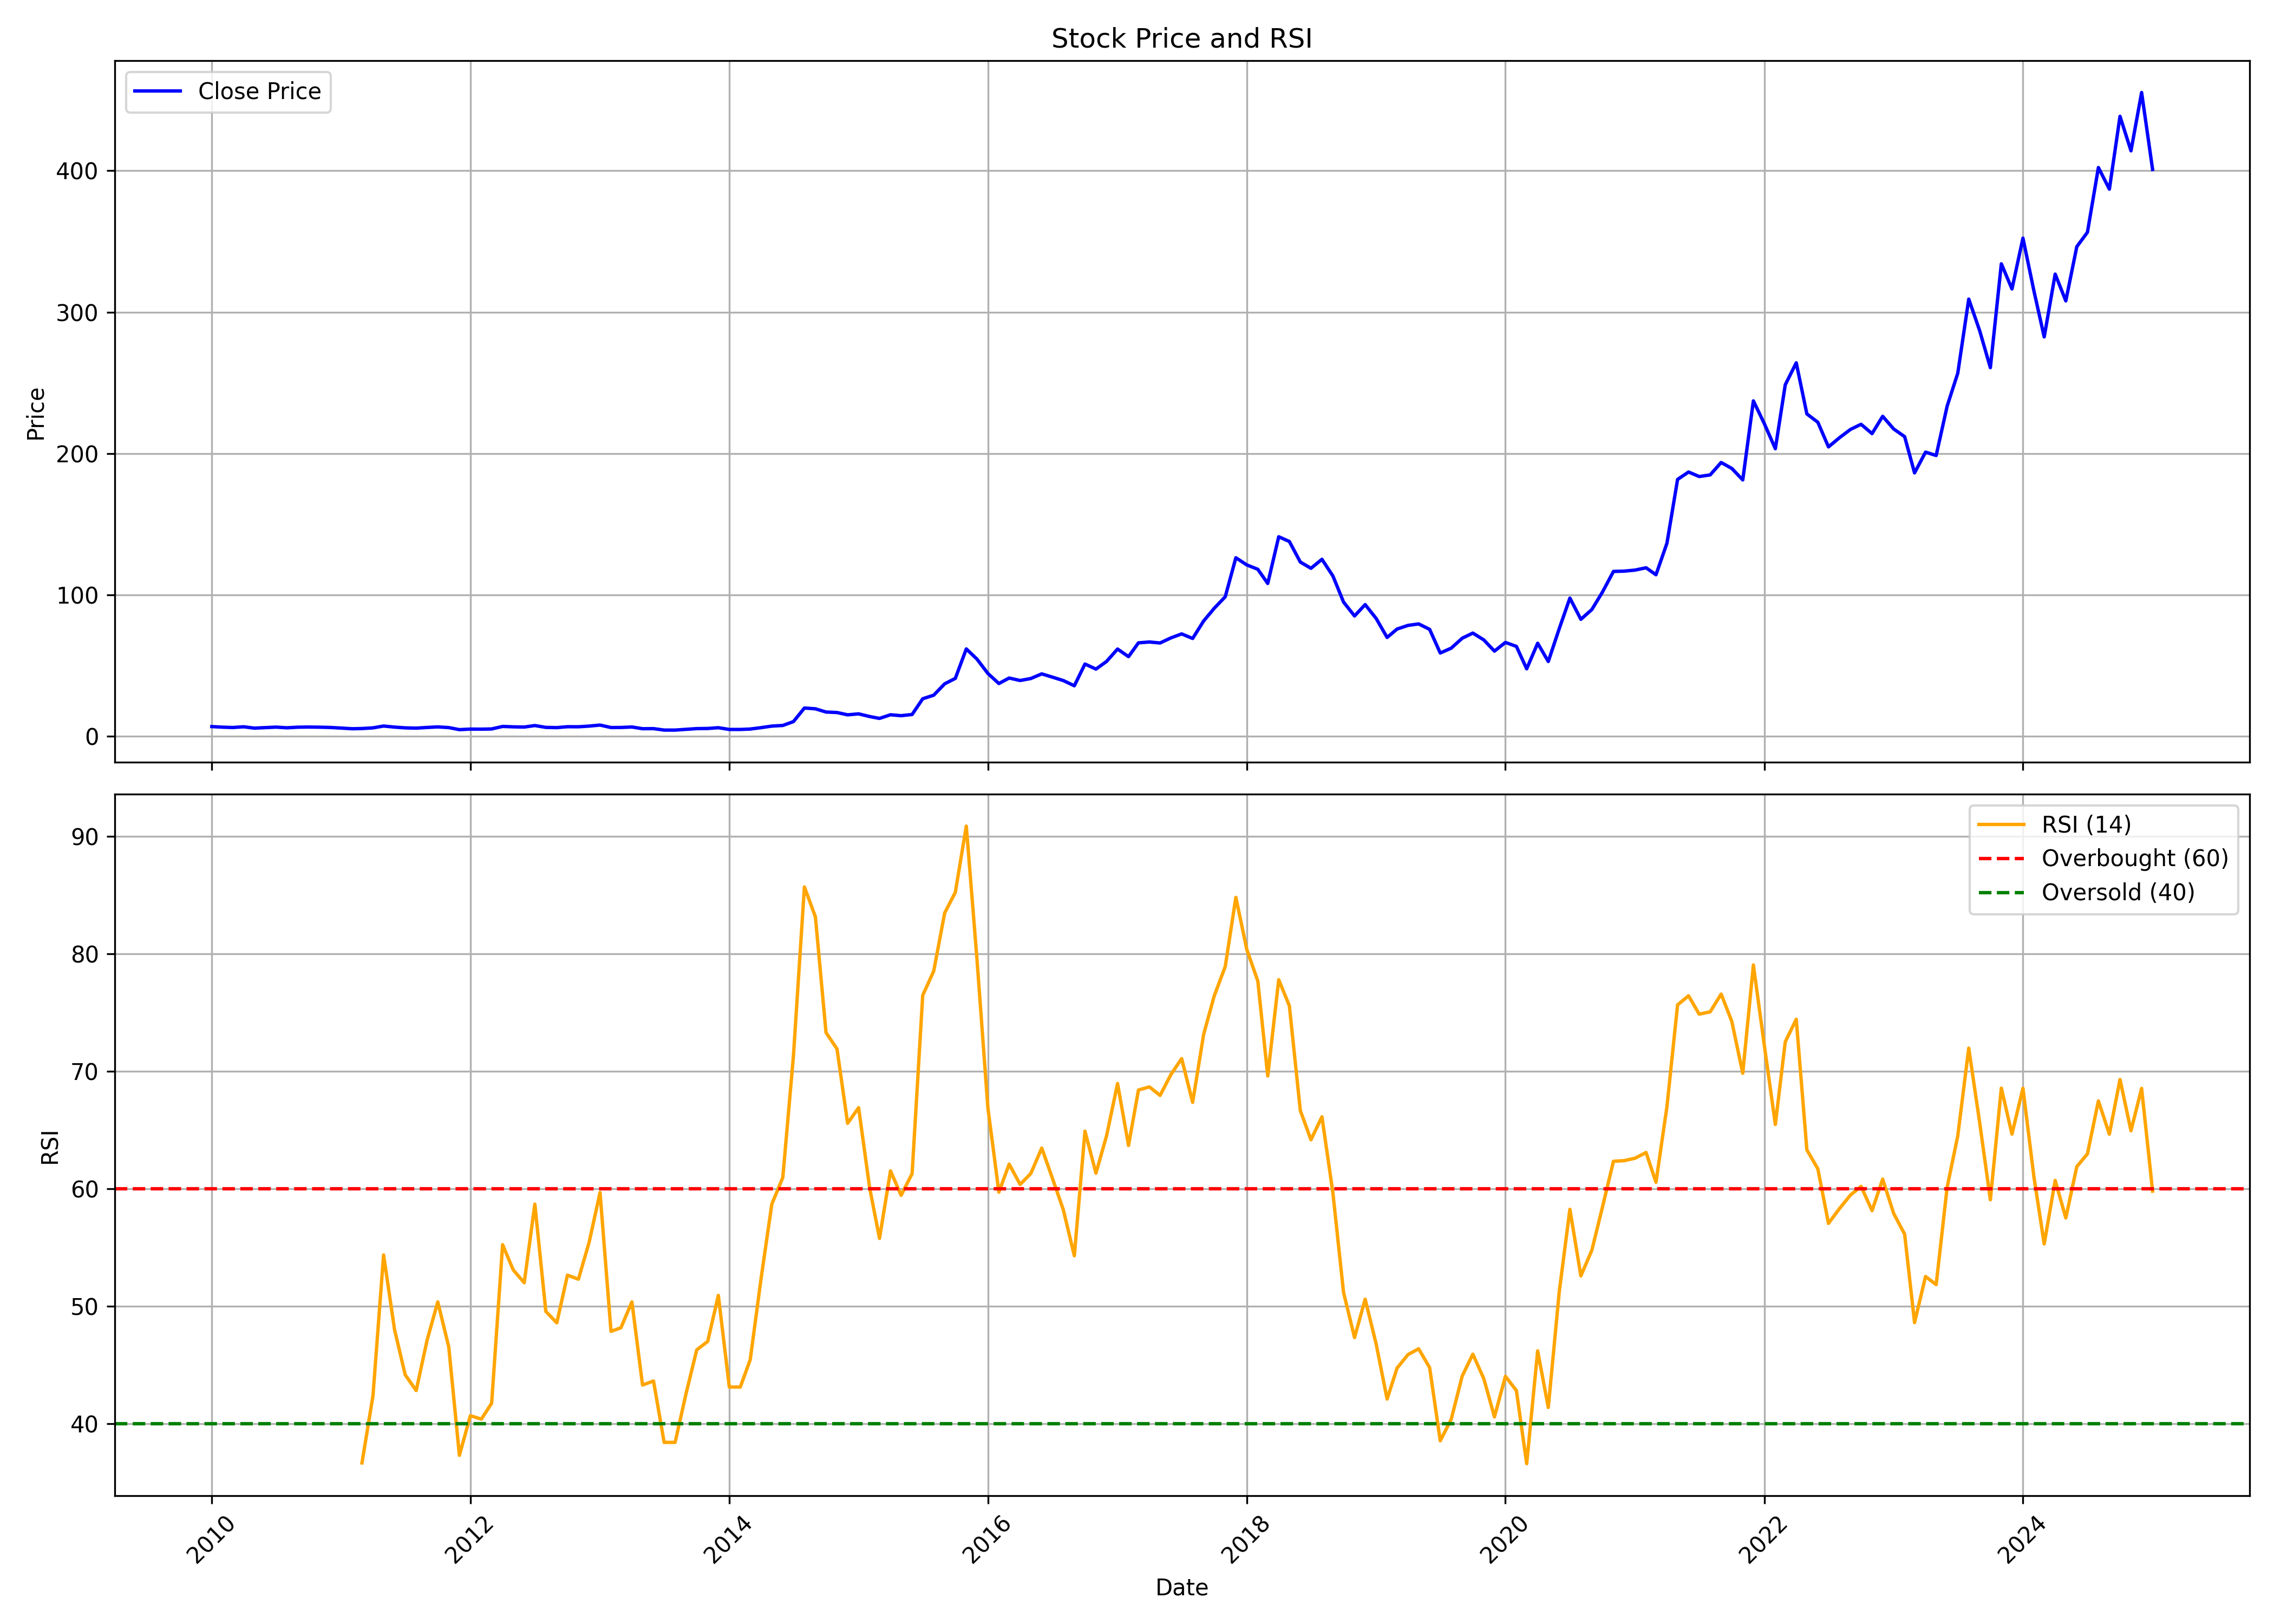 Stock Price and RSI
Close Price
Price
400
300
200
100
0
RSI (14)
Overbought (60)
Oversold (40)
RSI
90
80
70
60
50
40
2010
2012
2014
2016
2018
2020
2022
2024
Date